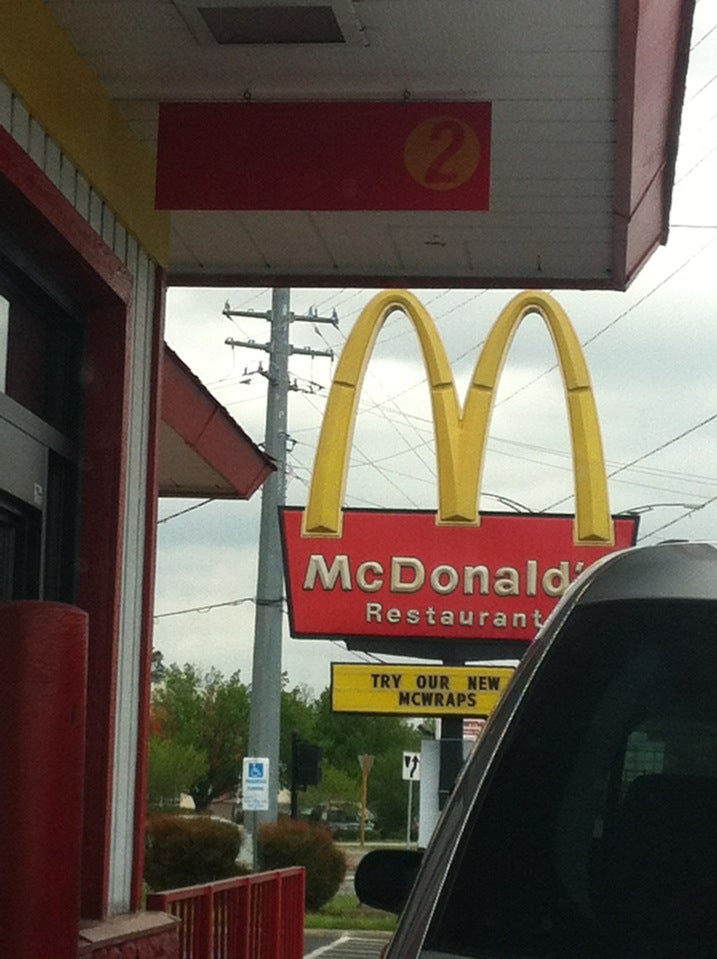 2
McDonald'
Restaurant
TRY OUR NEW
MCWRAPS